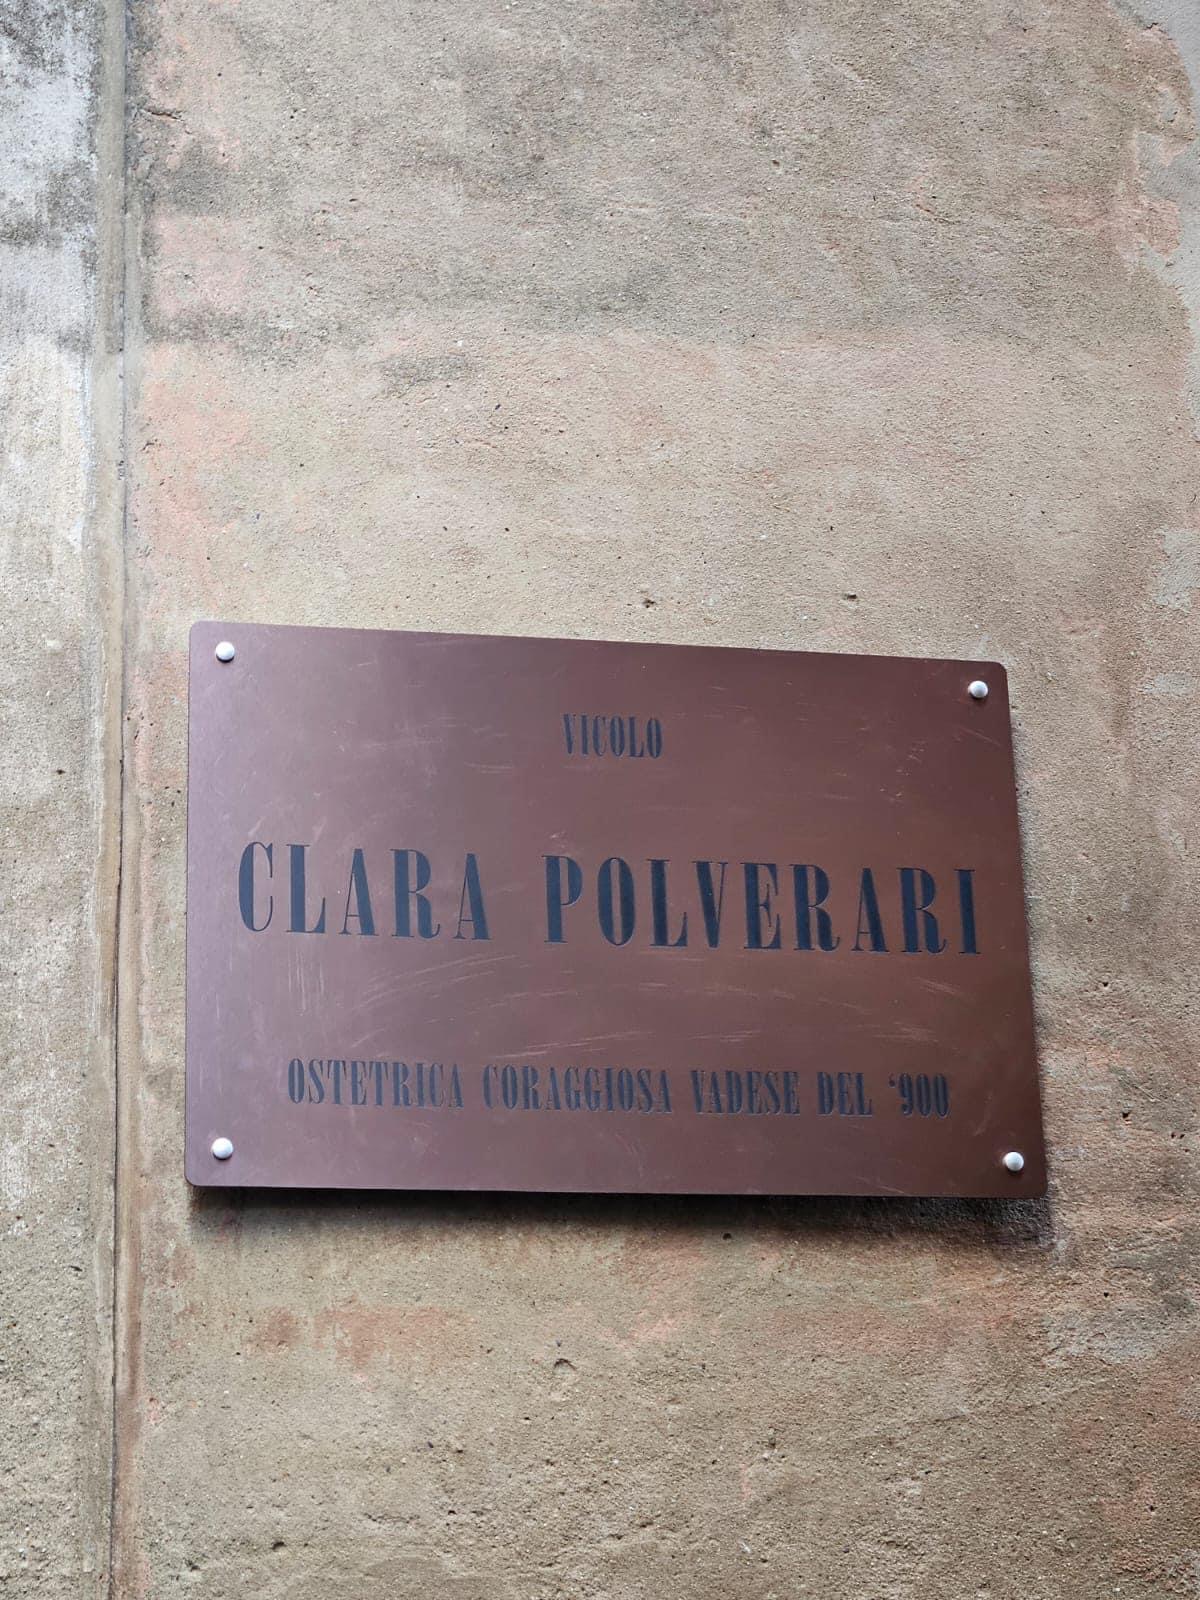 VICOLO
CLARA POLVERARI
OSTETRICA CORAGGIOSA VADESE DEL ‘900